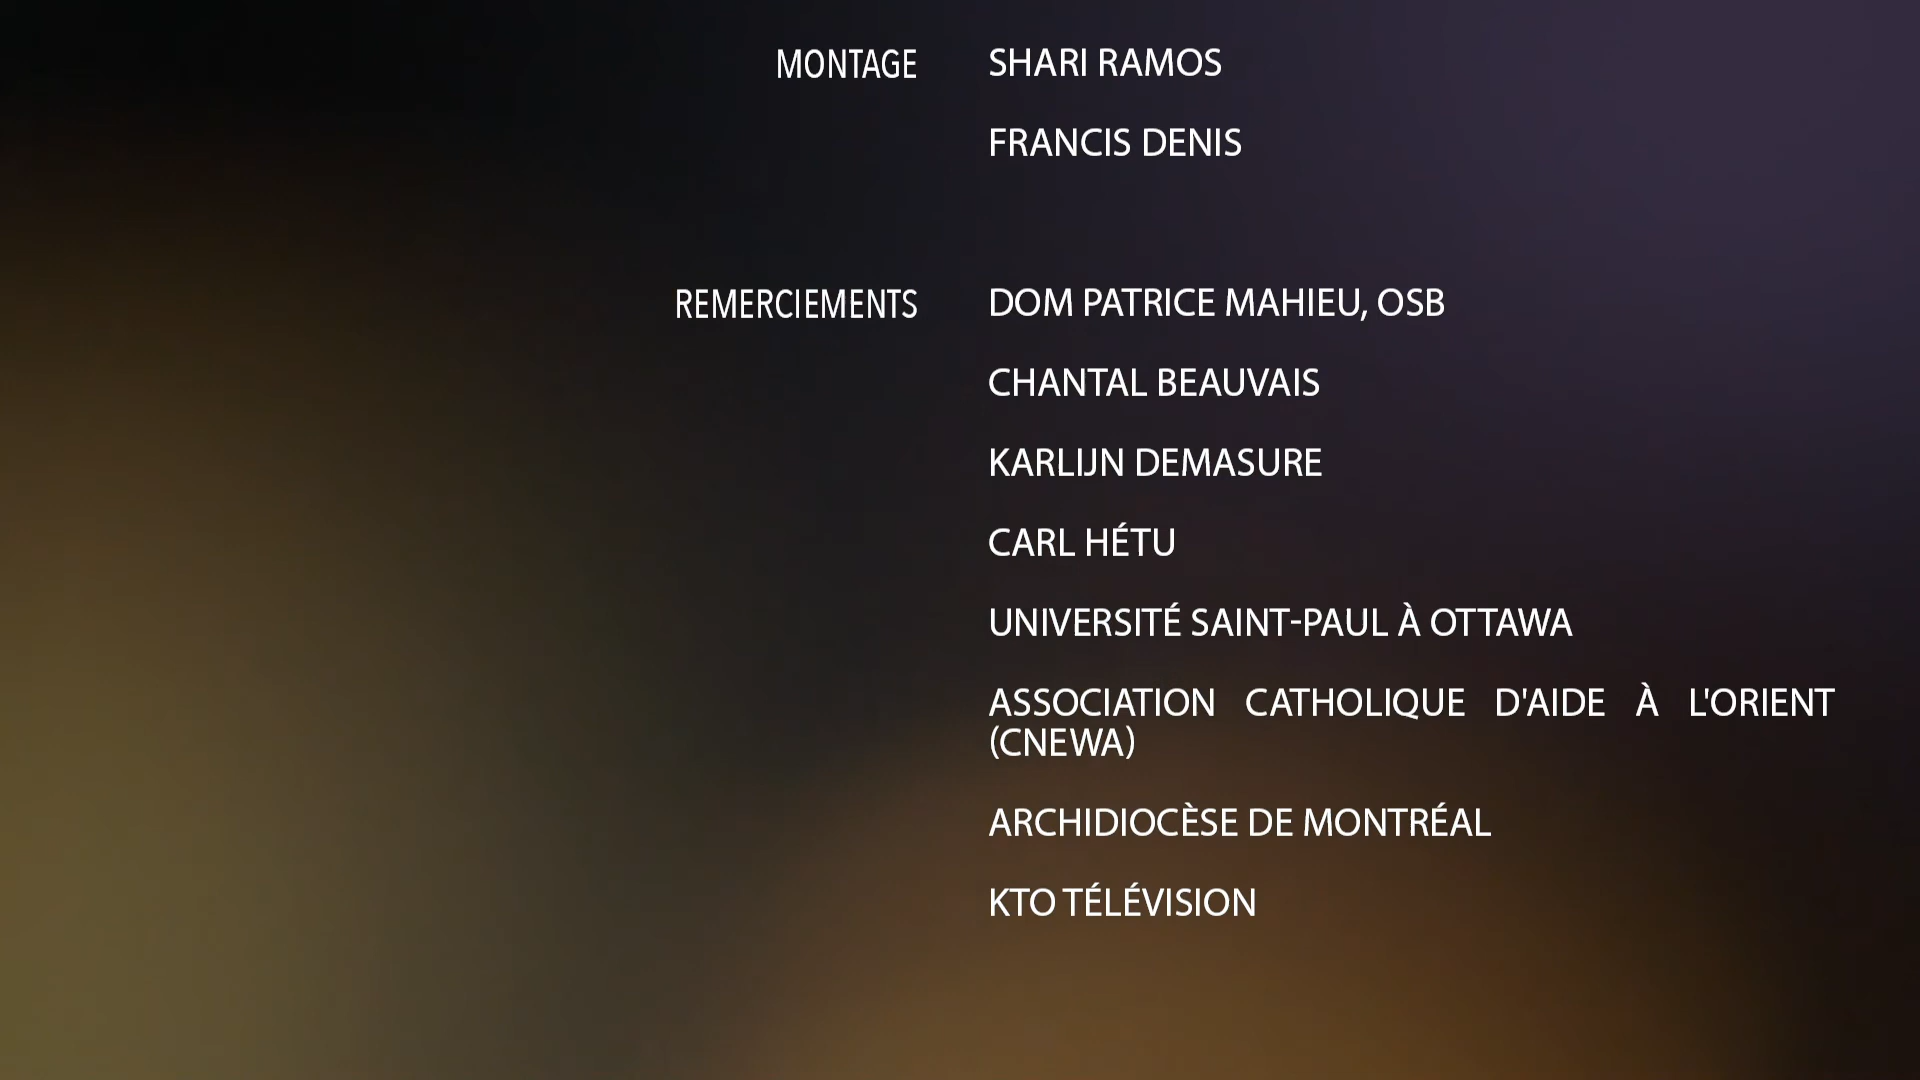 MONTAGE SHARI RAMOS
FRANCIS DENIS
REMERCIEMENTS DOM PATRICE MAHIEU, OSB
CHANTAL BEAUVAIS
KARLIJN DEMASURE
CARL HÉTU
UNIVERSITÉ SAINT-PAUL À OTTAWA
ASSOCIATION CATHOLIQUE D'AIDE À L'ORIENT
(CNEWA)
ARCHIDIOCÈSE DE MONTRÉAL
KTO TÉLÉVISION